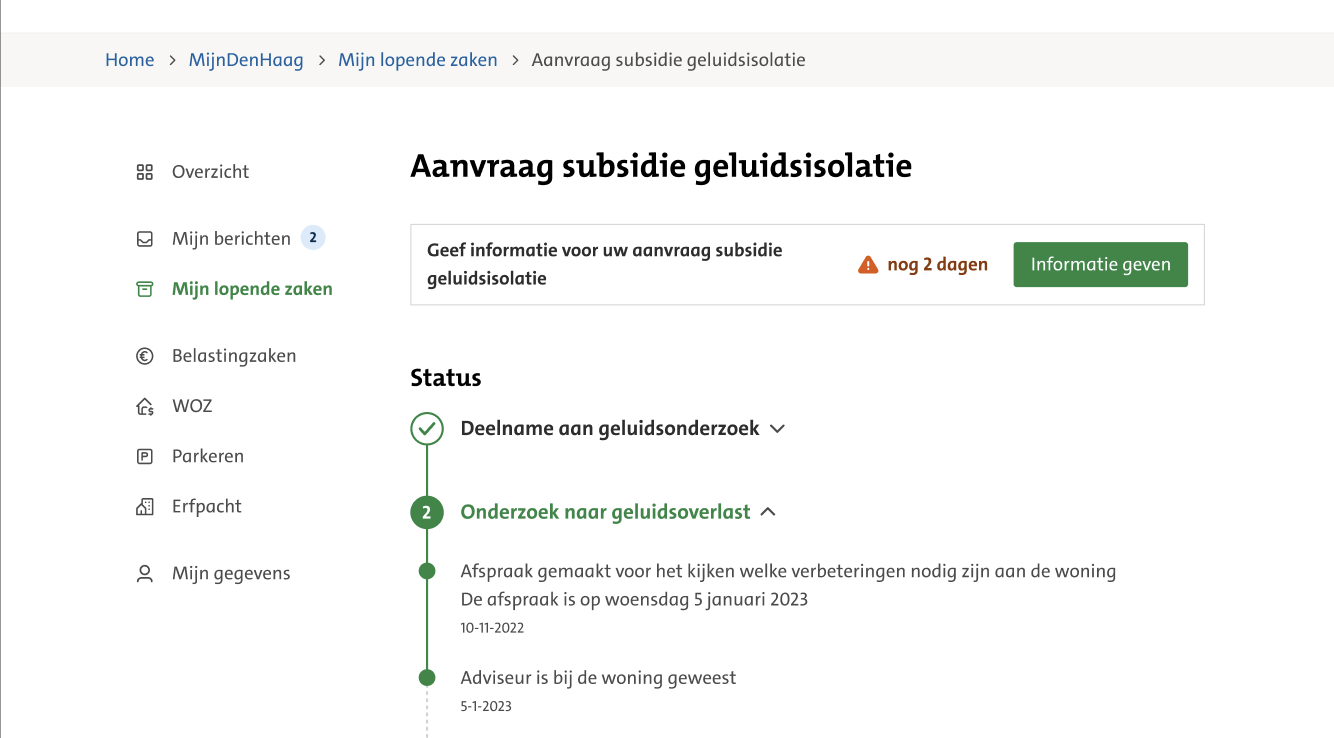 Home > MijnDenHaag > Mijn lopende zaken > Aanvraag subsidie geluidsisolatie
Overzicht
Mijn berichten 2
Mijn lopende zaken
Belastingzaken
WOZ
Parkeren
Erfpacht
Mijn gegevens
Aanvraag subsidie geluidsisolatie
Geef informatie voor uw aanvraag subsidie
geluidsisolatie
nog 2 dagen
Informatie geven
Status
Deelname aan geluidsonderzoek
2 Onderzoek naar geluidsoverlast
Afspraak gemaakt voor het kijken welke verbeteringen nodig zijn aan de woning
De afspraak is op woensdag 5 januari 2023
10-11-2022
Adviseur is bij de woning geweest
5-1-2023